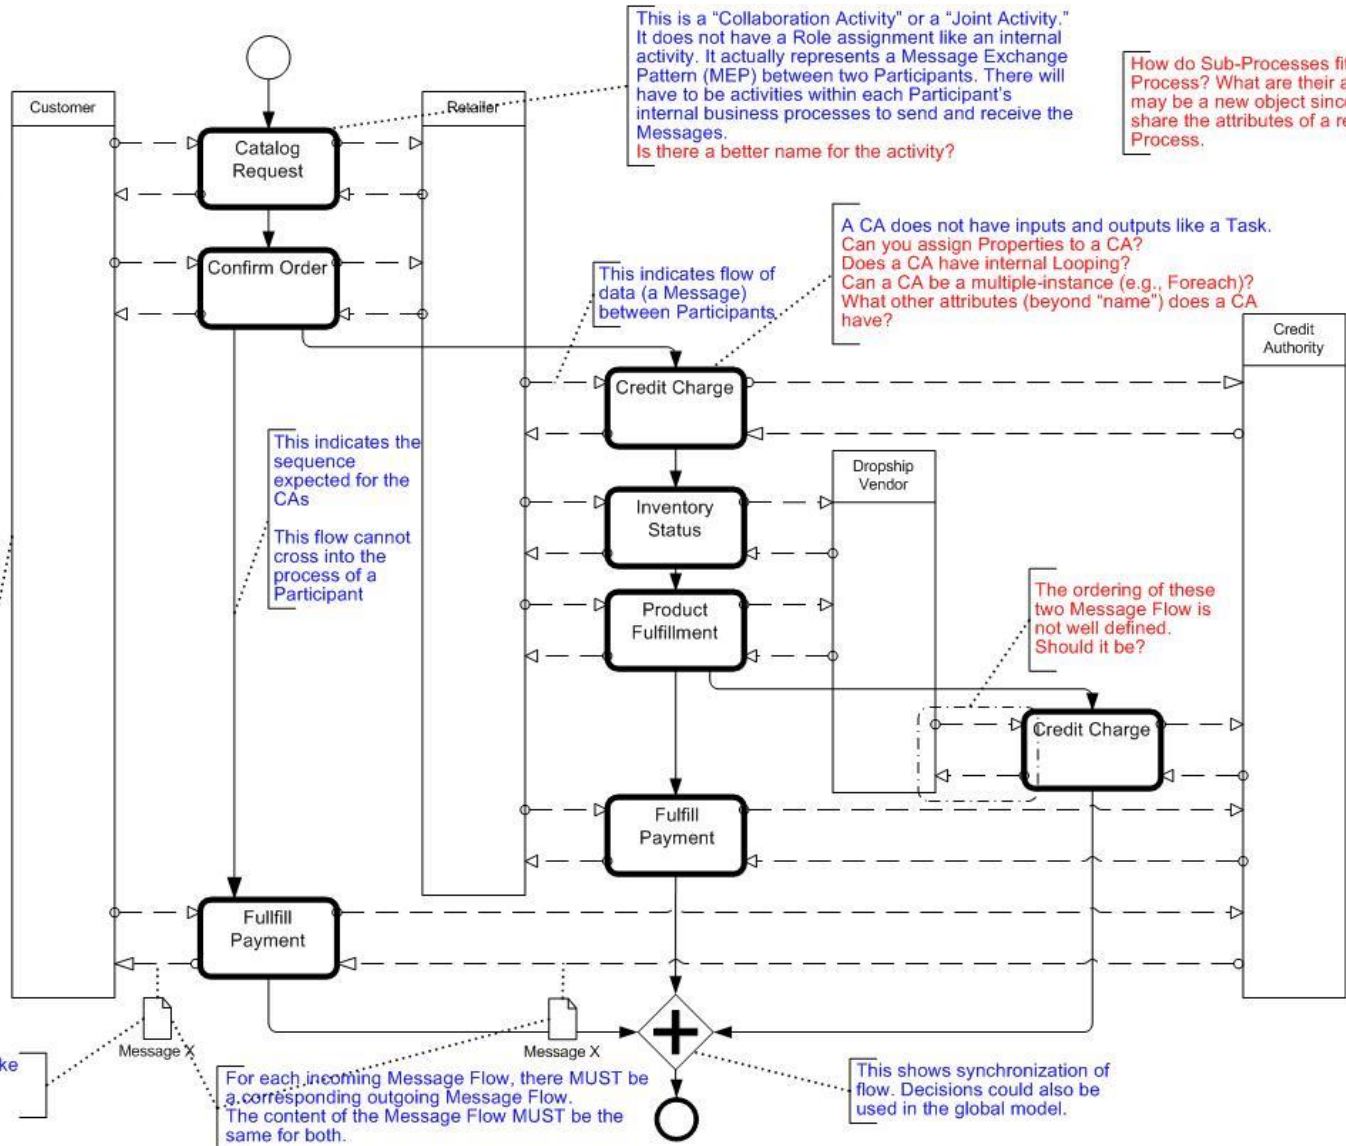 This is a “Collaboration Activity” or a “Joint Activity.”
It does not have a Role assignment like an internal
activity. It actually represents a Message Exchange
Pattern (MEP) between two Participants. There will
have to be activities within each Participant’s
internal business processes to send and receive the
Messages.
Is there a better name for the activity?
How do Sub-Processes fi
Process? What are their a
may be a new object since
share the attributes of a re
Process.
Customer
Retailer
Catalog
Request
Confirm Order
This indicates flow of
data (a Message)
between Participants
A CA does not have inputs and outputs like a Task.
Can you assign Properties to a CA?
Does a CA have internal Looping?
Can a CA be a multiple-instance (e.g., Foreach)?
What other attributes (beyond “name”) does a CA
have?
Credit
Authority
Credit Charge
This indicates the
sequence
expected for the
CAs
This flow cannot
cross into the
process of a
Participant
Dropship
Vendor
Inventory
Status
Product
Fulfillment
The ordering of these
two Message Flow is
not well defined.
Should it be?
Credit Charge
Fulfill
Payment
Fullfill
Payment
Message X
Message X
ke
For each incoming Message Flow, there MUST be
a corresponding outgoing Message Flow.
The content of the Message Flow MUST be the
same for both.
This shows synchronization of
flow. Decisions could also be
used in the global model.